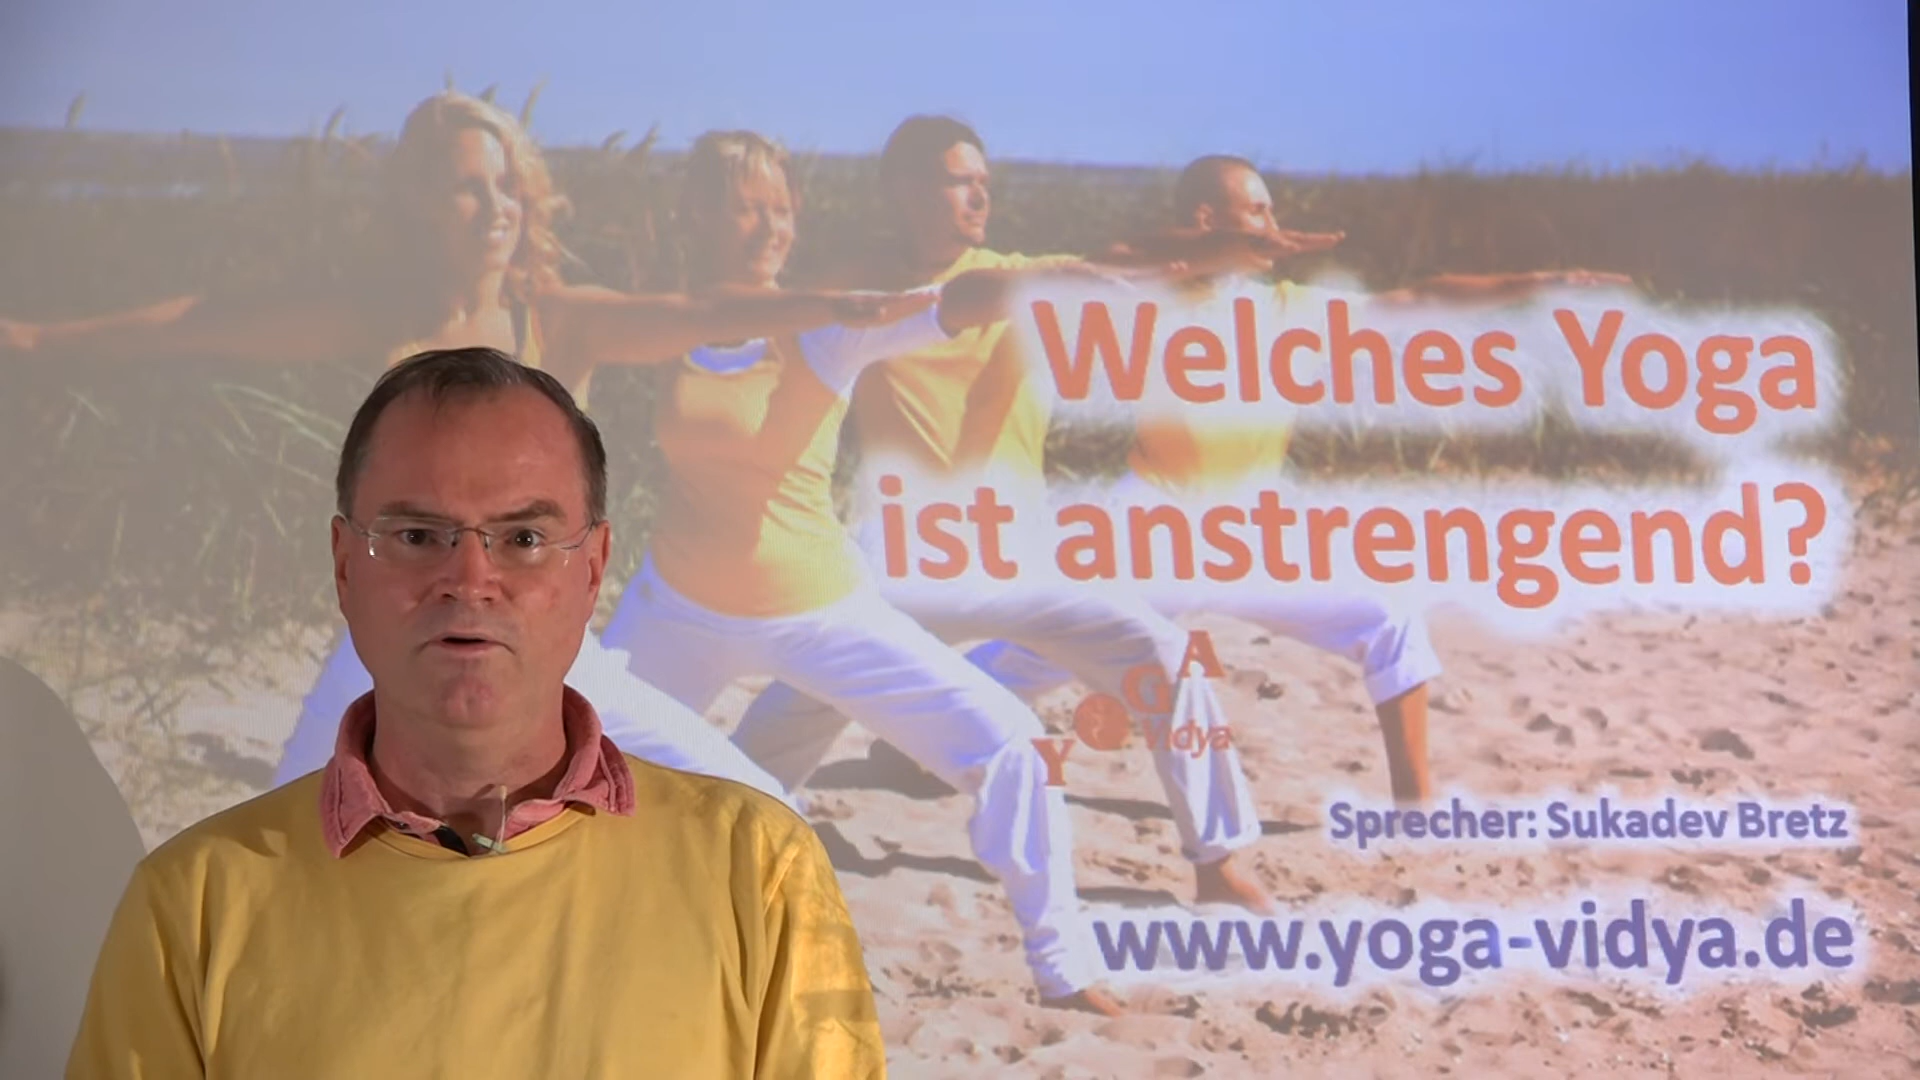 Welches Yoga
ist anstrengend?
YOGA
Vidya
Sprecher: Sukadev Bretz
www.yoga-vidya.de